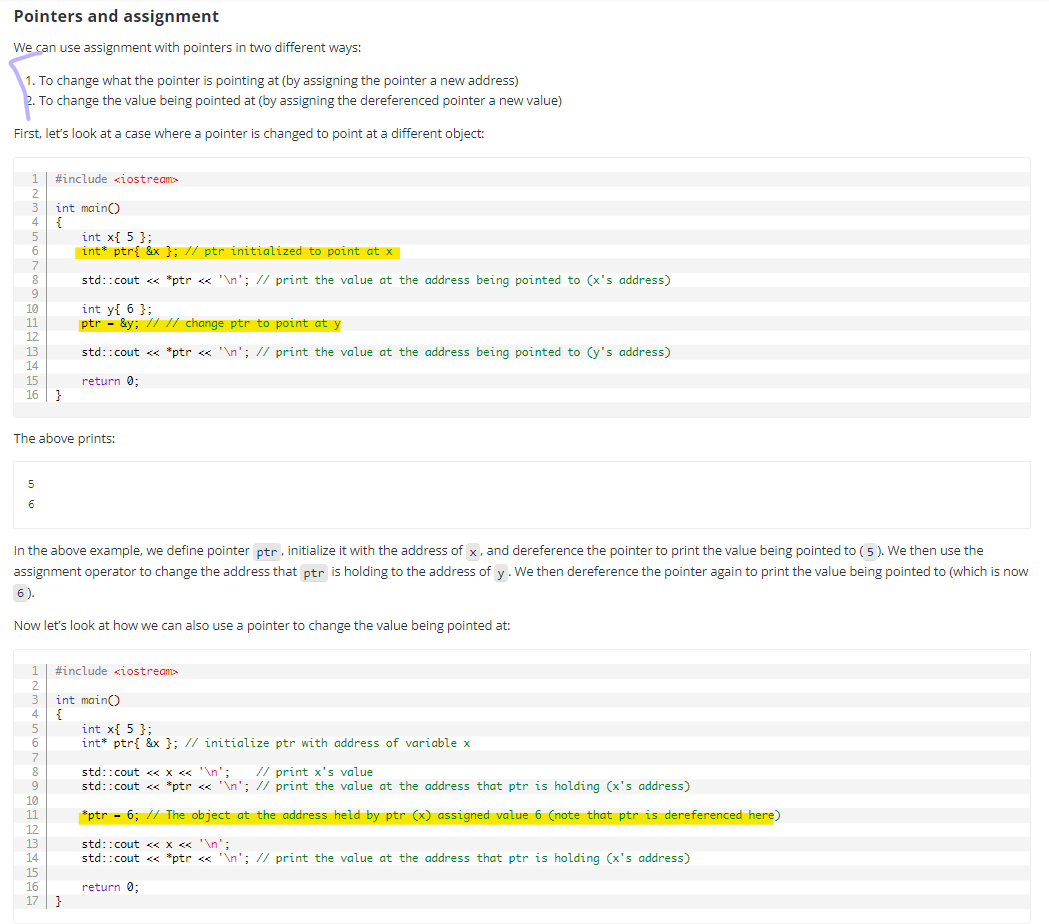 Pointers and assignment
We can use assignment with pointers in two different ways:
1. To change what the pointer is pointing at (by assigning the pointer a new address)
2. To change the value being pointed at (by assigning the dereferenced pointer a new value)
First, let's look at a case where a pointer is changed to point at a different object:
1 #include <iostream>
2
3 int main()
4 {
5     int x{ 5 };
6     int* ptr{ &x }; // ptr initialized to point at x
7
8     std::cout << *ptr << '\n'; // print the value at the address being pointed to (x's address)
9
10     int y{ 6 };
11     ptr = &y; // // change ptr to point at y
12
13     std::cout << *ptr << '\n'; // print the value at the address being pointed to (y's address)
14
15     return 0;
16 }
The above prints:
5
6
In the above example, we define pointer ptr, initialize it with the address of x, and dereference the pointer to print the value being pointed to (5). We then use the
assignment operator to change the address that ptr is holding to the address of y. We then dereference the pointer again to print the value being pointed to (which is now
6).
Now let's look at how we can also use a pointer to change the value being pointed at:
1 #include <iostream>
2
3 int main()
4 {
5     int x{ 5 };
6     int* ptr{ &x }; // initialize ptr with address of variable x
7
8     std::cout << x << '\n';    // print x's value
9     std::cout << *ptr << '\n'; // print the value at the address that ptr is holding (x's address)
10
11     *ptr = 6; // The object at the address held by ptr (x) assigned value 6 (note that ptr is dereferenced here)
12
13     std::cout << x << '\n';
14     std::cout << *ptr << '\n'; // print the value at the address that ptr is holding (x's address)
15
16     return 0;
17 }